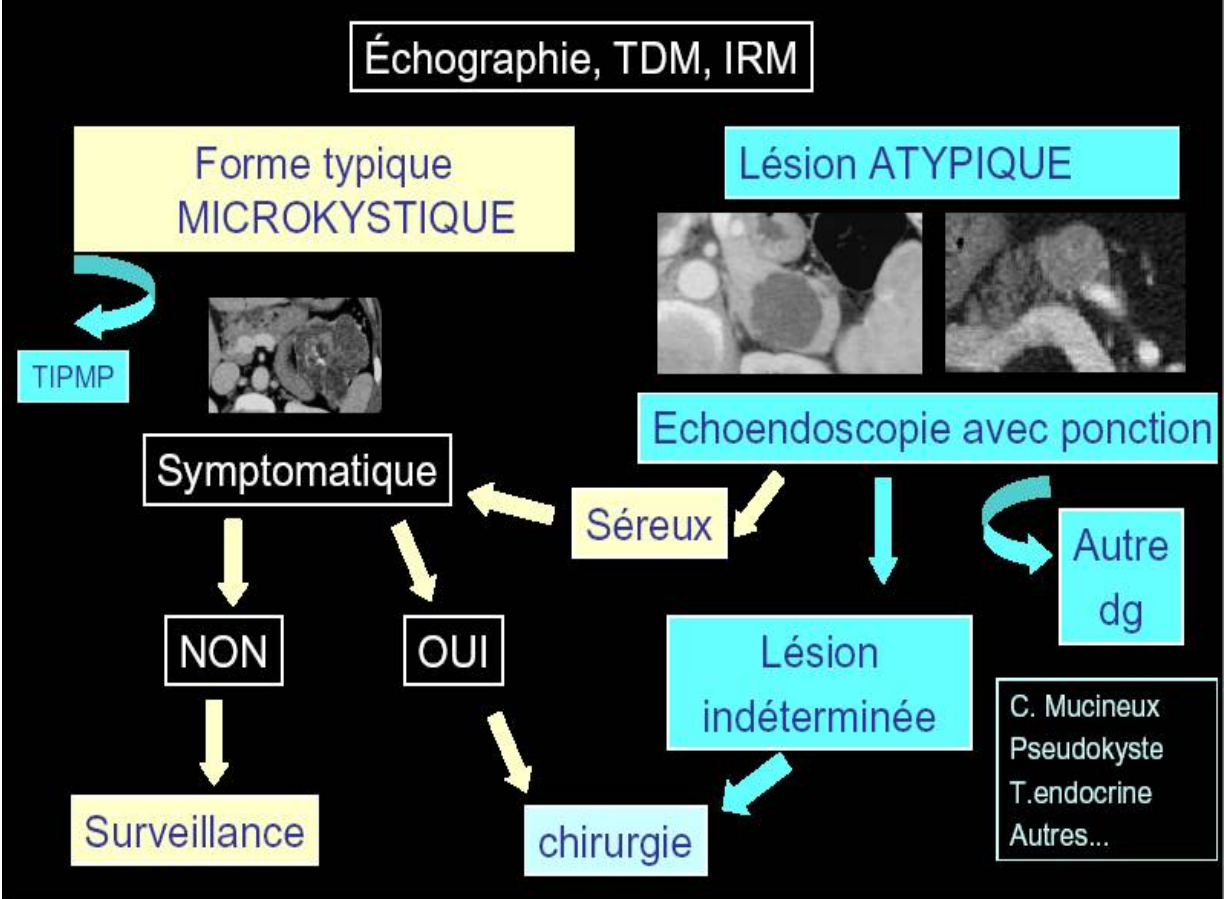 Échographie, TDM, IRM
Forme typique
MICROKYSTIQUE
Lésion ATYPIQUE
TIPMP
Echoendoscopie avec ponction
Symptomatique
Séreux
Autre
dg
NON
OUI
Lésion
indéterminée
C. Mucineux
Pseudokyste
T.endocrine
Autres...
Surveillance
chirurgie